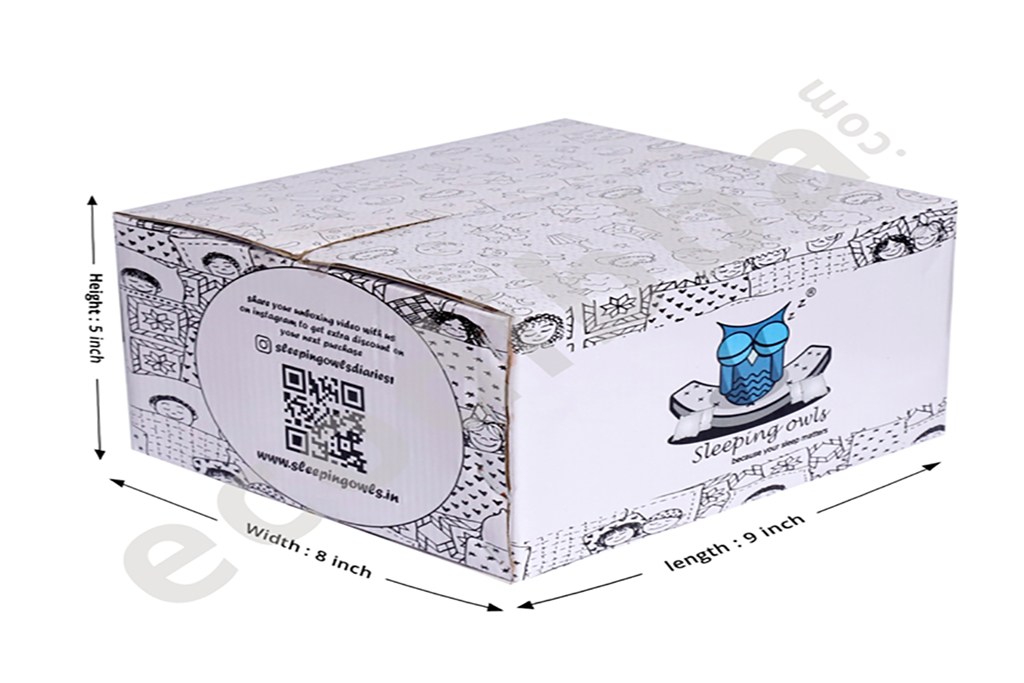 Height : 5 inch
share your unboxing video with us
on instagram to get extra discount on
your next purchase
sleepingowlsdiaries1
www.sleepingowls.in
z
z
®
Sleeping owls
because your sleep matters
Width : 8 inch
length : 9 inch
.com